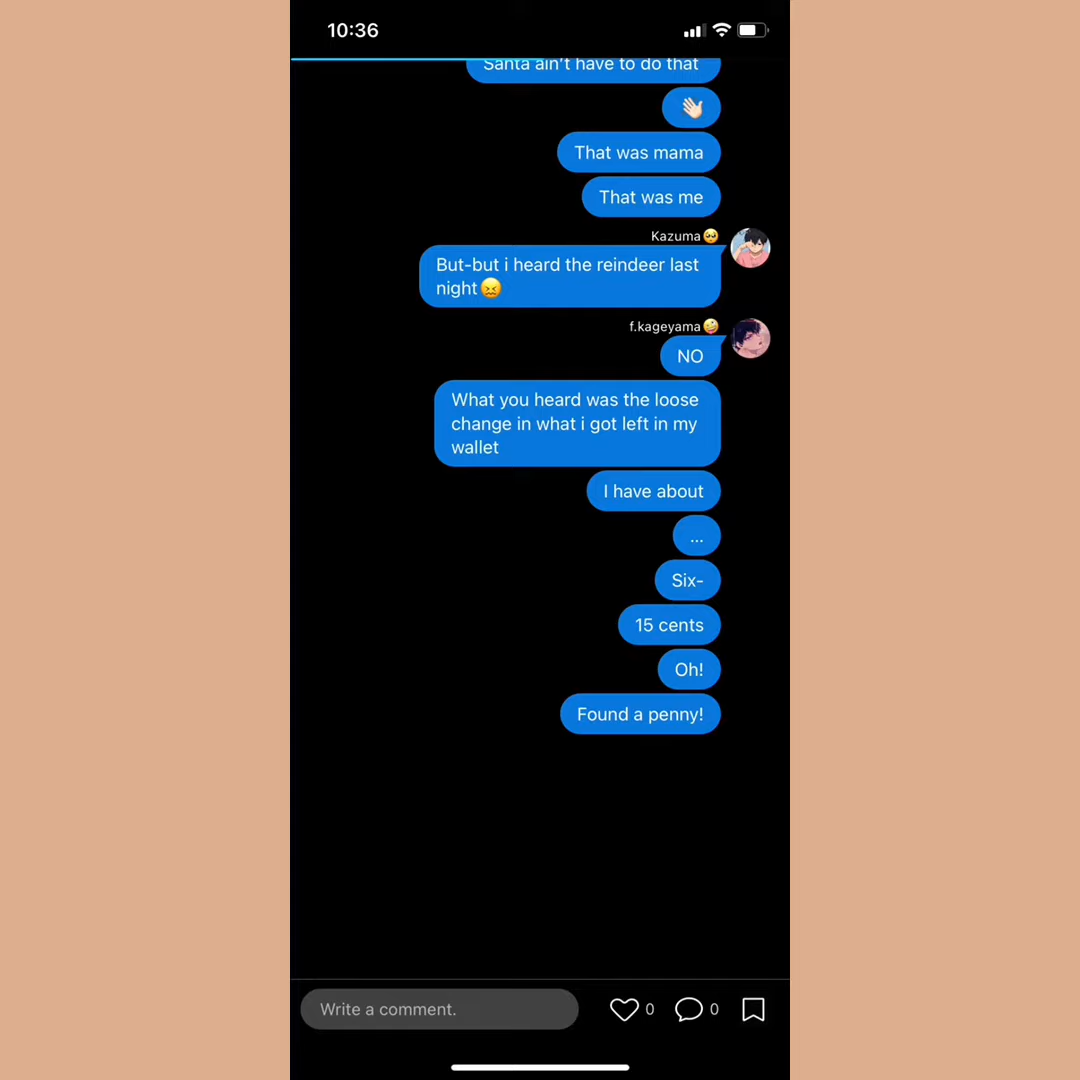 10:36
Santa ain't have to do that
👋🏻
That was mama
That was me
Kazuma🥺
But-but i heard the reindeer last
night😖
f.kageyama🤪
NO
What you heard was the loose
change in what i got left in my
wallet
I have about
...
Six-
15 cents
Oh!
Found a penny!
Write a comment.
0
0